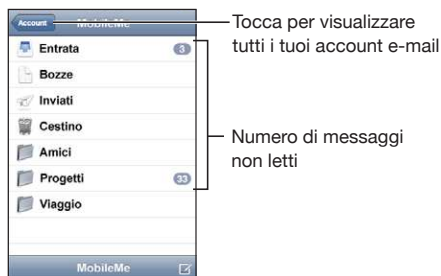 Account
MobileMe
Tocca per visualizzare
tutti i tuoi account e-mail
Entrata 3
Bozze
Inviati
Cestino
Amici
Progetti 33
Viaggio
Numero di messaggi
non letti
MobileMe